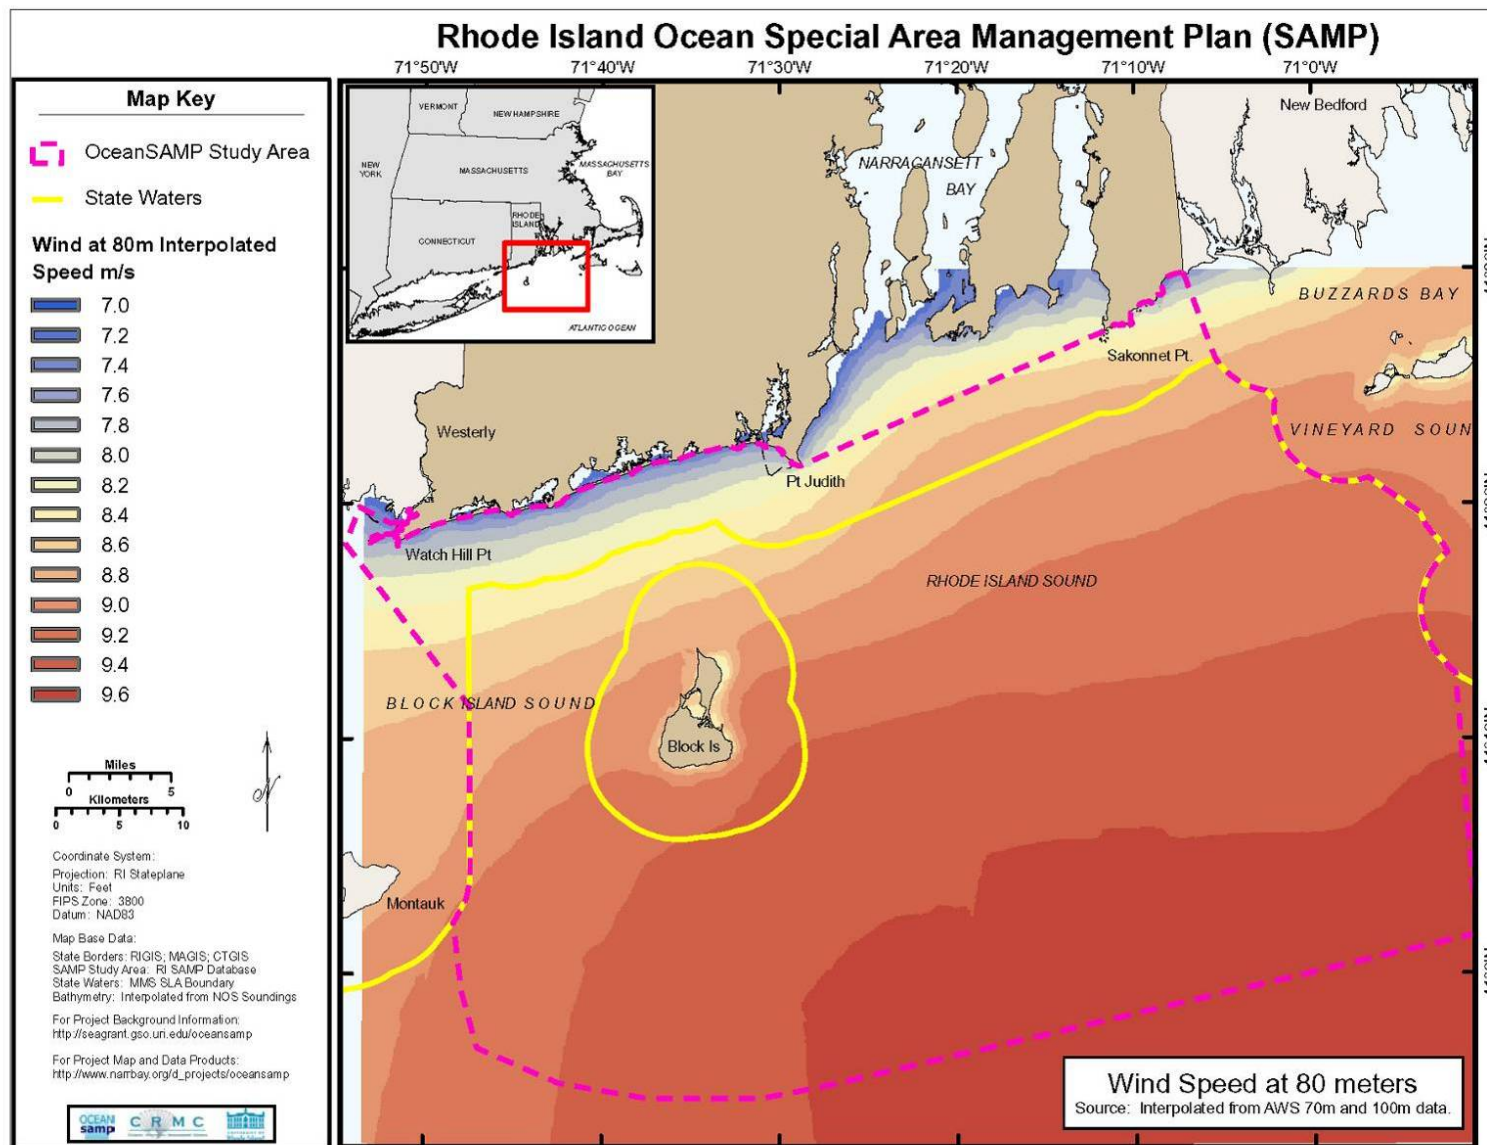 Rhode Island Ocean Special Area Management Plan (SAMP)
71°50'W
71°40'W
71°30'W
71°20'W
71°10'W
71°0'W
Map Key
OceanSAMP Study Area
State Waters
Wind at 80m Interpolated
Speed m/s
7.0
7.2
7.4
7.6
7.8
8.0
8.2
8.4
8.6
8.8
9.0
9.2
9.4
9.6
Miles
0 5
Kilometers
0 5 10
N
Coordinate System:
Projection: RI Stateplane
Units: Feet
FIPS Zone: 3800
Datum: NAD83
Map Base Data:
State Borders: RIGIS; MAGIS; CTGIS
SAMP Study Area: RI SAMP Database
State Waters: MMS SLA Boundary
Bathymetry: Interpolated from NOS Soundings
For Project Background Information:
http://seagrant.gso.uri.edu/oceansamp
For Project Map and Data Products:
http://www.narrbay.org/d_projects/oceansamp
OCEAN
samp
CRMC
VERMONT
NEW HAMPSHIRE
NEW
YORK
MASSACHUSETTS
MASSACHUSETTS
BAY
RHODE
ISLAND
CONNECTICUT
ATLANTIC OCEAN
New Bedford
NARRAGANSETT
BAY
BUZZARDS BAY
Sakonnet Pt.
Westerly
VINEYARD SOUN
Pt Judith
Watch Hill Pt
RHODE ISLAND SOUND
BLOCK ISLAND SOUND
Block Is
Montauk
Wind Speed at 80 meters
Source: Interpolated from AWS 70m and 100m data.